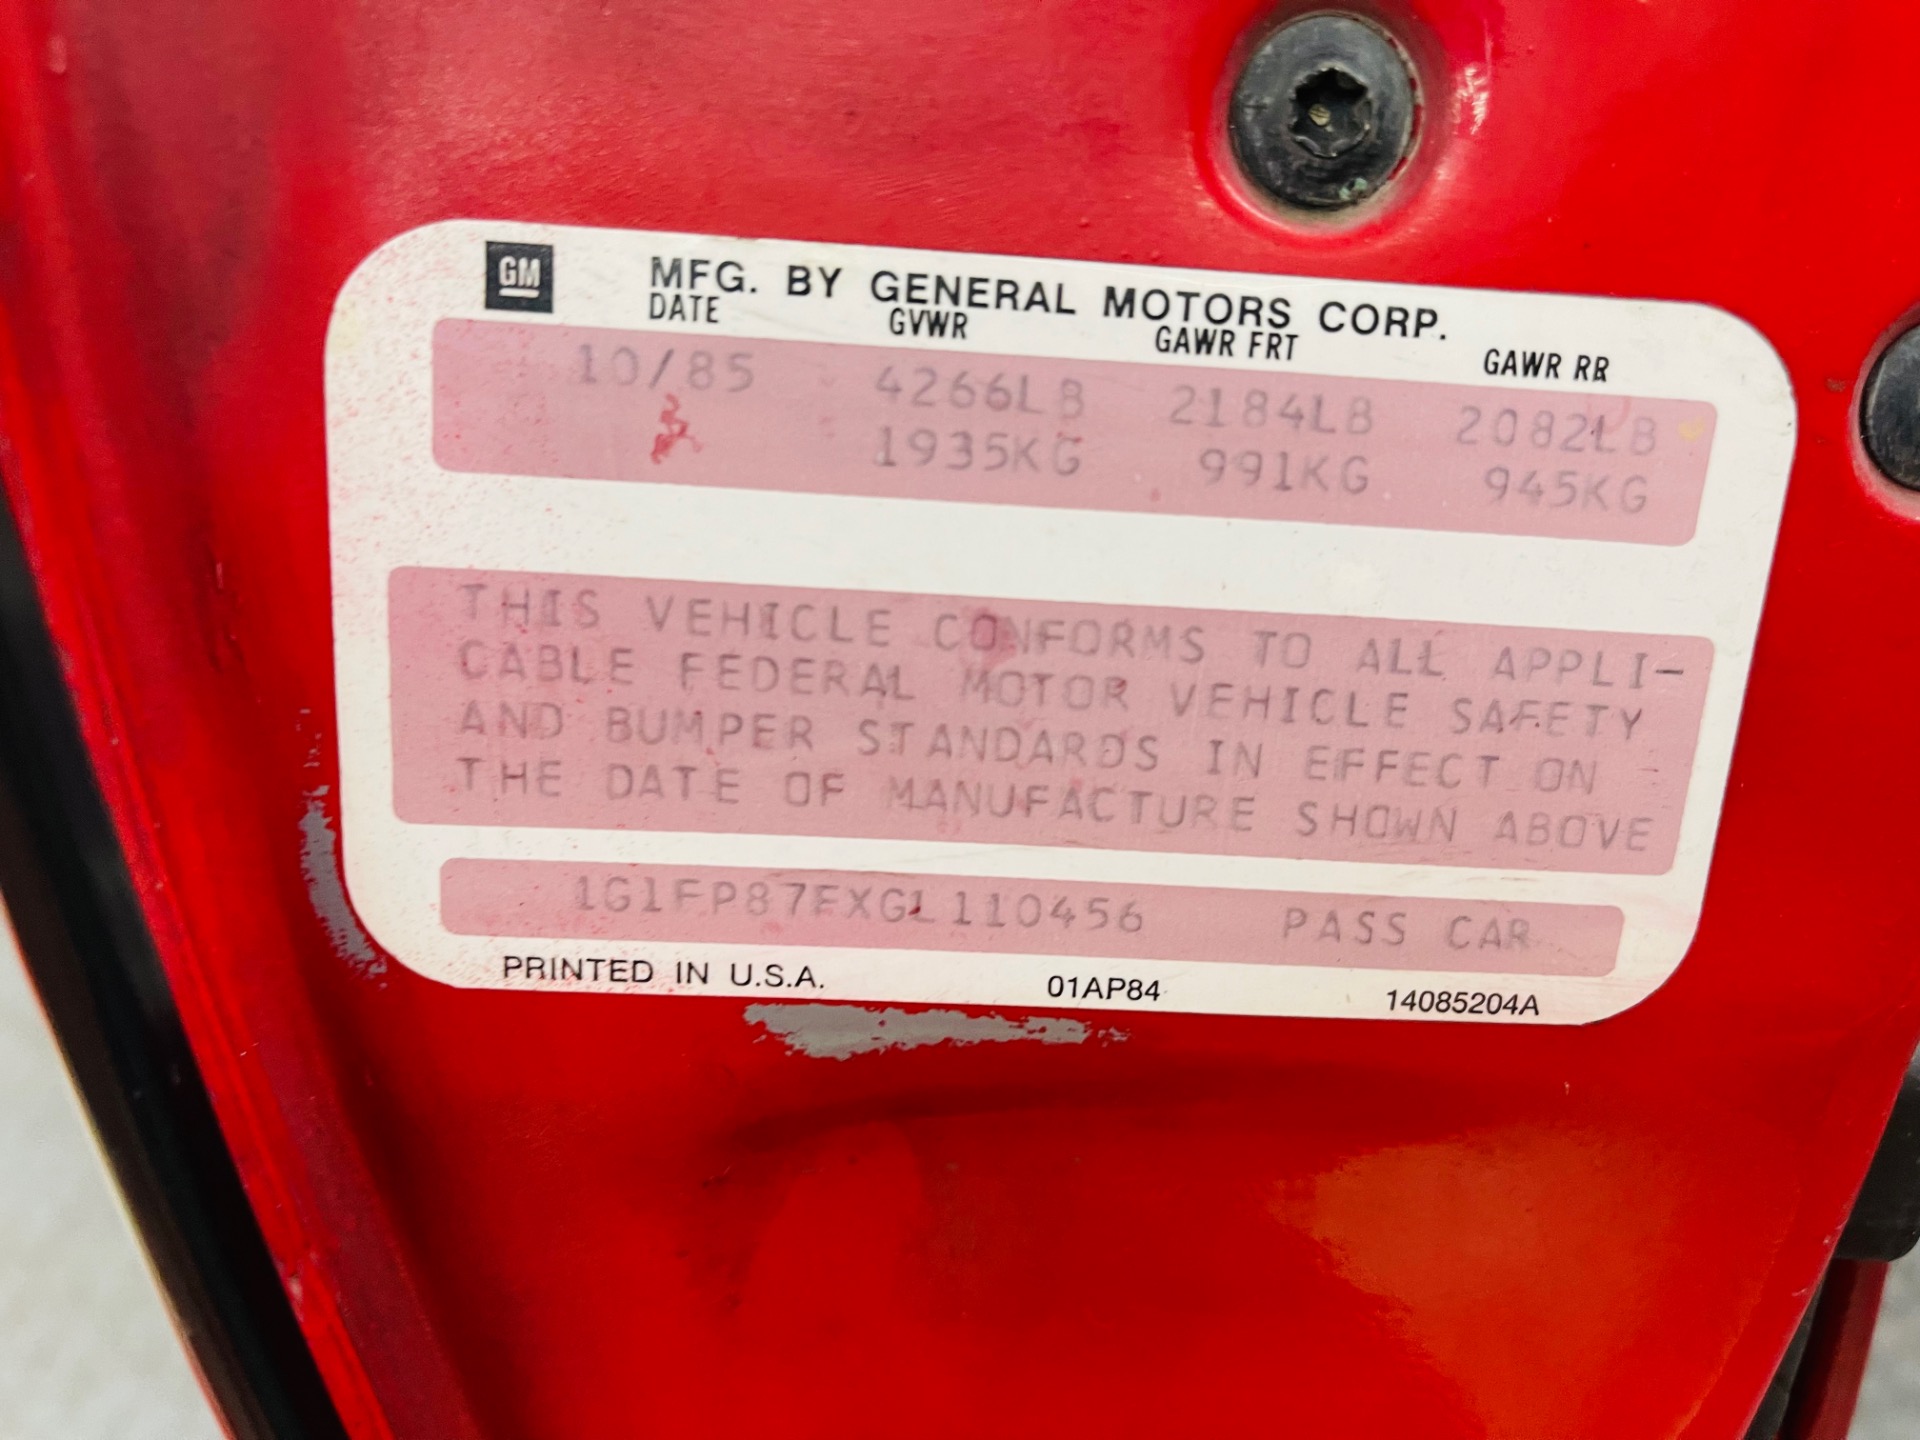 GM MFG. BY GENERAL MOTORS CORP.
DATE GVWR GAWR FRT GAWR RR
10/85 4266LB 2184LB 2082LB
1935KG 991KG 945KG
THIS VEHICLE CONFORMS TO ALL APPLI-
CABLE FEDERAL MOTOR VEHICLE SAFETY
AND BUMPER STANDARDS IN EFFECT ON
THE DATE OF MANUFACTURE SHOWN ABOVE
1G1FP87FXGL110456 PASS CAR
PRINTED IN U.S.A. 01AP84 14085204A